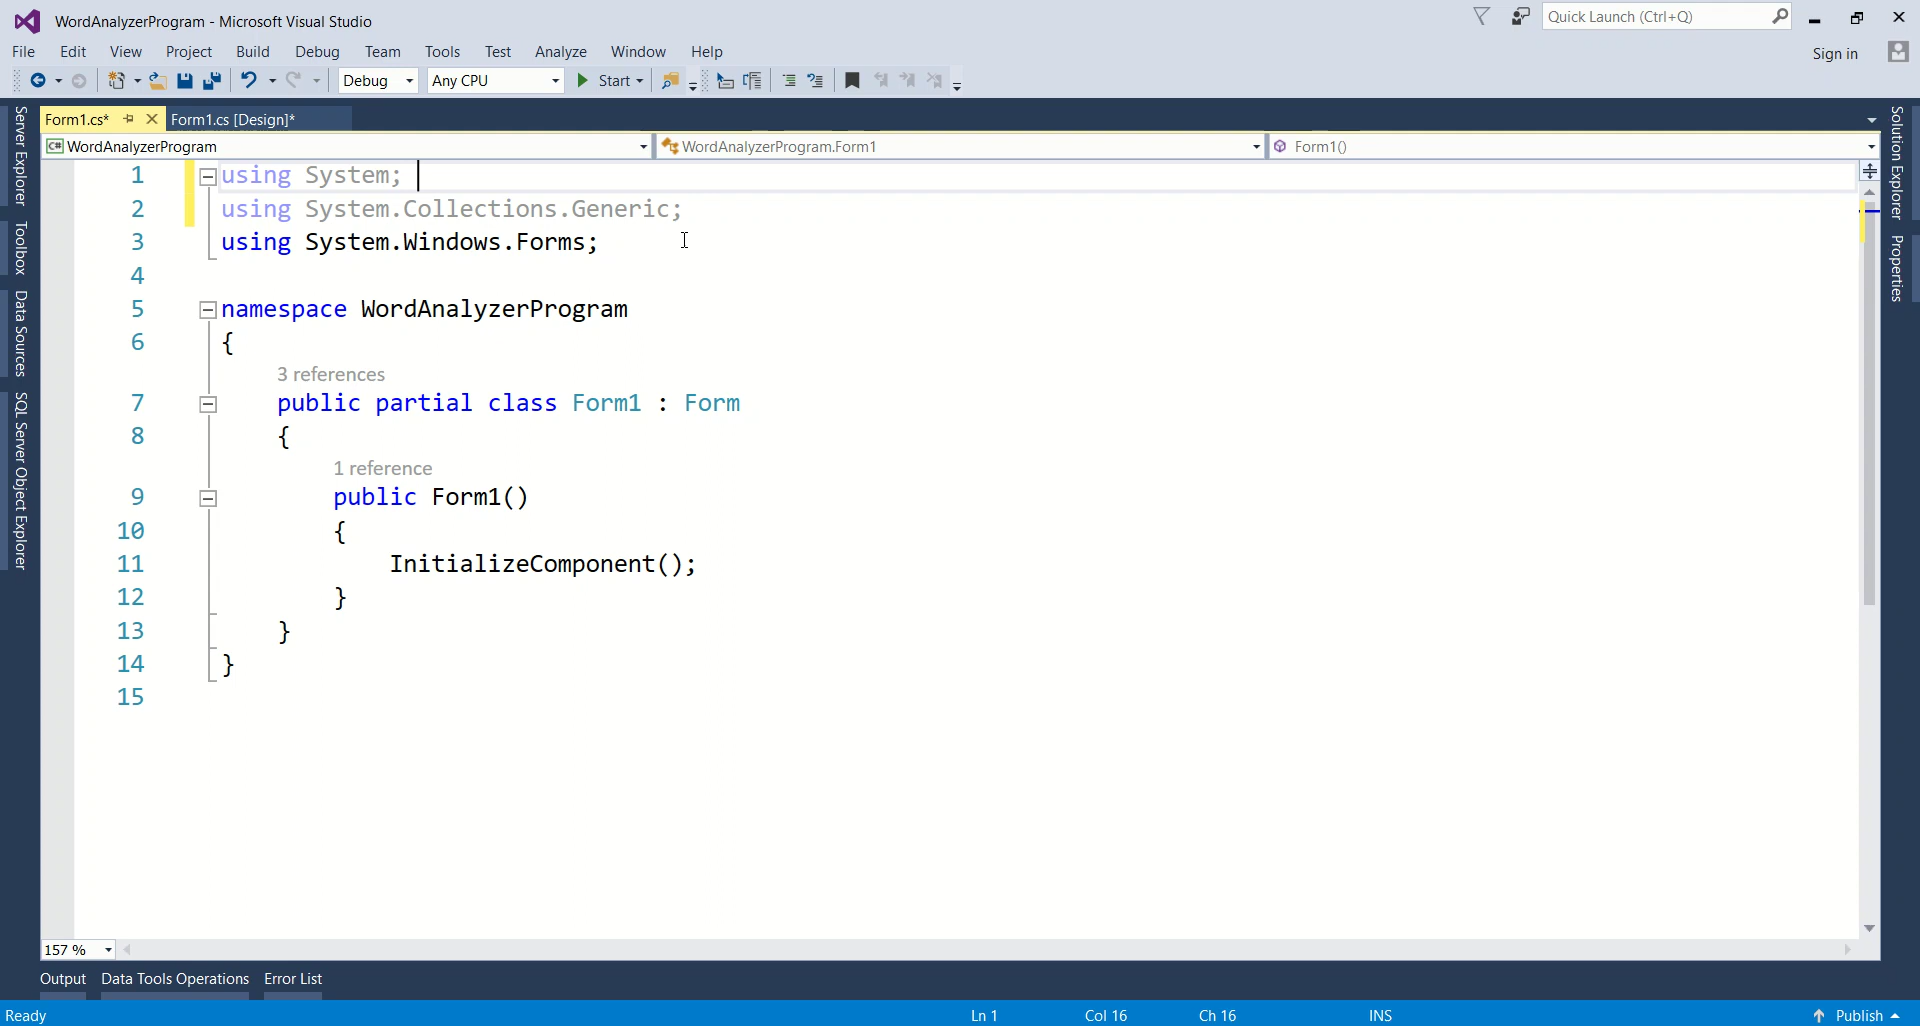 WordAnalyzerProgram - Microsoft Visual Studio
Quick Launch (Ctrl+Q)
File Edit View Project Build Debug Team Tools Test Analyze Window Help
Sign in
Debug Any CPU Start
Form1.cs* Form1.cs [Design]*
C# WordAnalyzerProgram WordAnalyzerProgram.Form1 Form1()
Server Explorer
Toolbox
Data Sources
SQL Server Object Explorer
Solution Explorer
Properties
1 using System;
2 using System.Collections.Generic;
3 using System.Windows.Forms;
4
5 namespace WordAnalyzerProgram
6 {
3 references
7 public partial class Form1 : Form
8 {
1 reference
9 public Form1()
10 {
11 InitializeComponent();
12 }
13 }
14 }
15
157 %
Output Data Tools Operations Error List
Ready Ln 1 Col 16 Ch 16 INS Publish